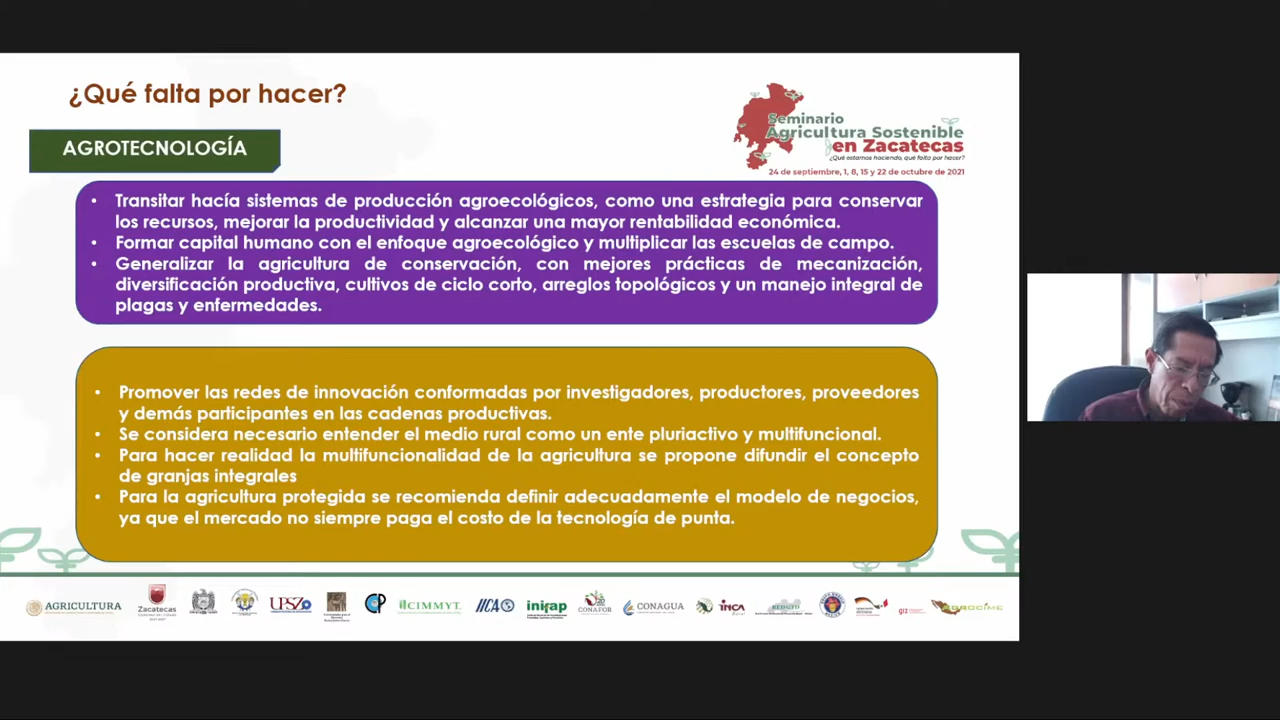 ¿Qué falta por hacer?
AGROTECNOLOGÍA
Seminario
Agricultura Sostenible
en Zacatecas
¿Qué estamos haciendo, qué falta por hacer?
24 de septiembre, 1, 8, 15 y 22 de octubre de 2021
• Transitar hacía sistemas de producción agroecológicos, como una estrategia para conservar
los recursos, mejorar la productividad y alcanzar una mayor rentabilidad económica.
• Formar capital humano con el enfoque agroecológico y multiplicar las escuelas de campo.
• Generalizar la agricultura de conservación, con mejores prácticas de mecanización,
diversificación productiva, cultivos de ciclo corto, arreglos topológicos y un manejo integral de
plagas y enfermedades.
• Promover las redes de innovación conformadas por investigadores, productores, proveedores
y demás participantes en las cadenas productivas.
• Se considera necesario entender el medio rural como un ente pluriactivo y multifuncional.
• Para hacer realidad la multifuncionalidad de la agricultura se propone difundir el concepto
de granjas integrales
• Para la agricultura protegida se recomienda definir adecuadamente el modelo de negocios,
ya que el mercado no siempre paga el costo de la tecnología de punta.
AGRICULTURA
Zacatecas
UPSZ
CP
CIMMYT
IICA
inifap
CONAFOR
CONAGUA
INCA
REDGTD
giz
AGROCIME